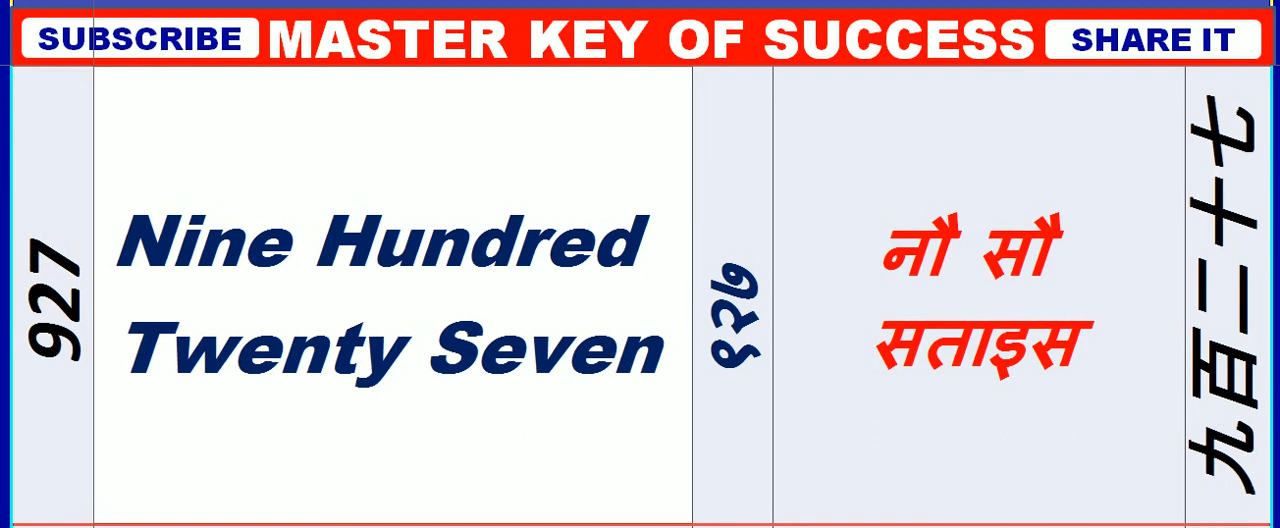 SUBSCRIBE MASTER KEY OF SUCCESS SHARE IT
927
Nine Hundred
Twenty Seven
९२७
नौ सौ
सताइस
九百二十七